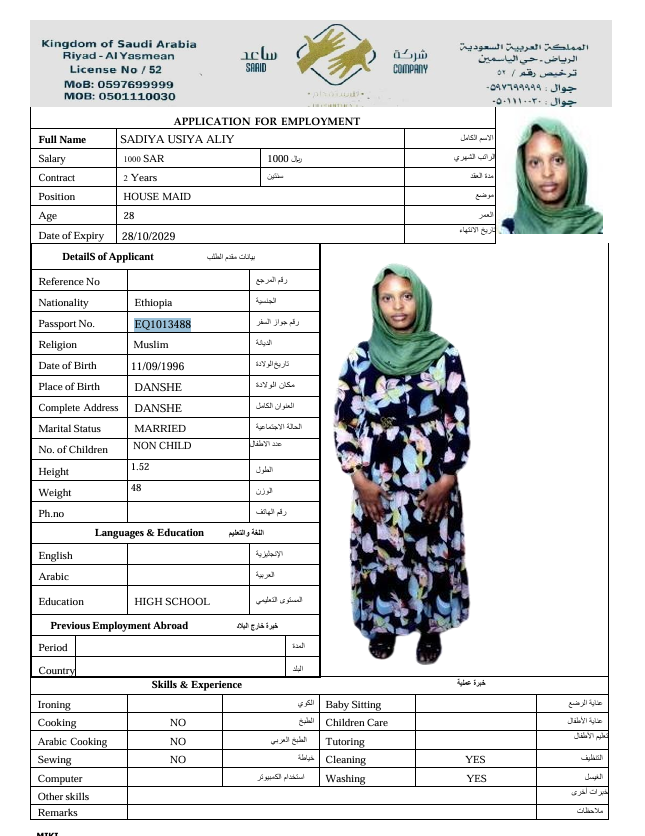 Kingdom of Saudi Arabia
Riyad - Al Yasmean
License No / 52
MoB: 0597699999
MOB: 0501110030
ساعد
SAAID
شركة
COMPANY
المملكة العربية السعودية
الرياض - حي الياسمين
ترخيص رقم / ٥٢
جوال : ٠٥٩٧٦٩٩٩٩٩
جوال : ٠٥٠١١١٠٠٣٠
APPLICATION FOR EMPLOYMENT
Full Name SADIYA USIYA ALIY الاسم الكامل
Salary 1000 SAR 1000 ريال الراتب الشهري
Contract 2 Years سنتين مدة العقد
Position HOUSE MAID موضع
Age 28 العمر
Date of Expiry 28/10/2029 تاريخ الانتهاء
DetailS of Applicant بيانات مقدم الطلب
Reference No رقم المرجع
Nationality Ethiopia الجنسية
Passport No. EQ1013488 رقم جواز السفر
Religion Muslim الديانة
Date of Birth 11/09/1996 تاريخ الولادة
Place of Birth DANSHE مكان الولادة
Complete Address DANSHE العنوان الكامل
Marital Status MARRIED الحالة الاجتماعية
No. of Children NON CHILD عدد الاطفال
Height 1.52 الطول
Weight 48 الوزن
Ph.no رقم الهاتف
Languages & Education اللغة والتعليم
English الإنجليزية
Arabic العربية
Education HIGH SCHOOL المستوى التعليمي
Previous Employment Abroad خبرة خارج البلاد
Period المدة
Country البلد
Skills & Experience خبرة عملية
Ironing الكوي Baby Sitting عناية الرضع
Cooking NO الطبخ Children Care عناية الأطفال
Arabic Cooking NO الطبخ العربي Tutoring تعليم الأطفال
Sewing NO خياطة Cleaning YES التنظيف
Computer استخدام الكمبيوتر Washing YES الغيسل
Other skills خبرات أخرى
Remarks ملاحظات
MIKI